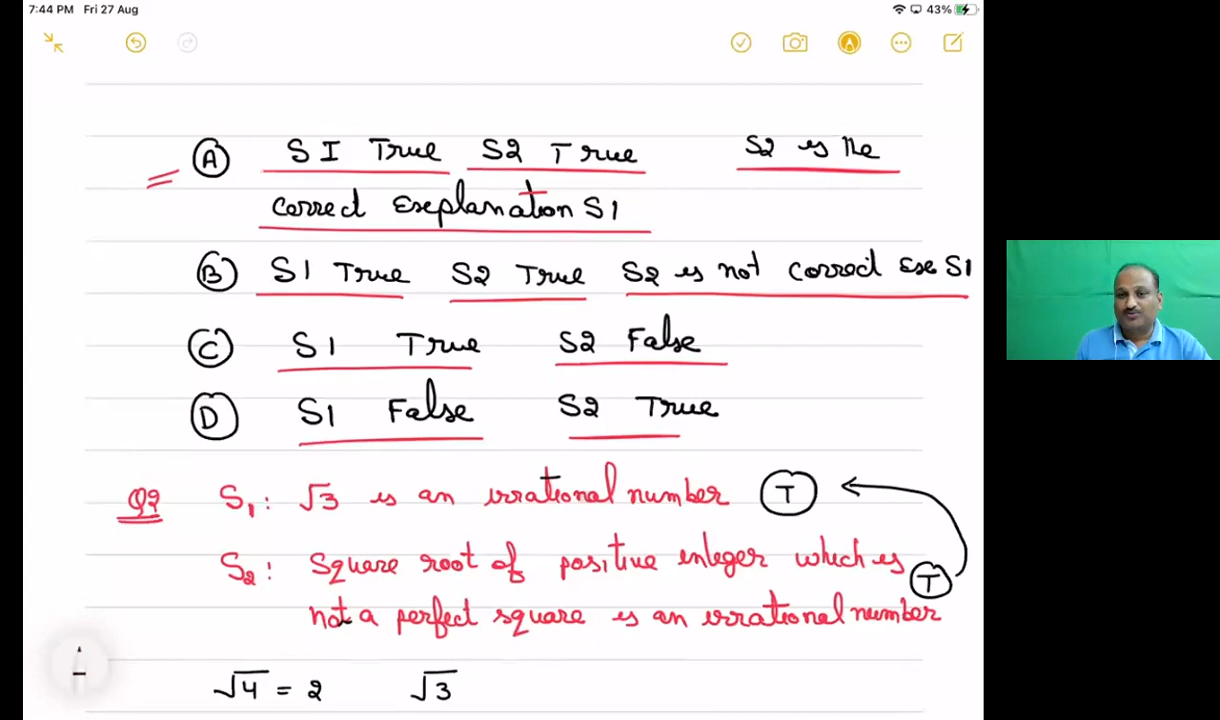 7:44 PM Fri 27 Aug
43%
A S I True S2 True S2 is the
correct Exeplanation S1
B S1 True S2 True S2 is not correct Exe S1
C S1 True S2 False
D S1 False S2 True
Q2 S1: √3 is an irrational number T
S2: Square root of positive integer which is T
not a perfect square is an irrational number
√4 = 2 √3